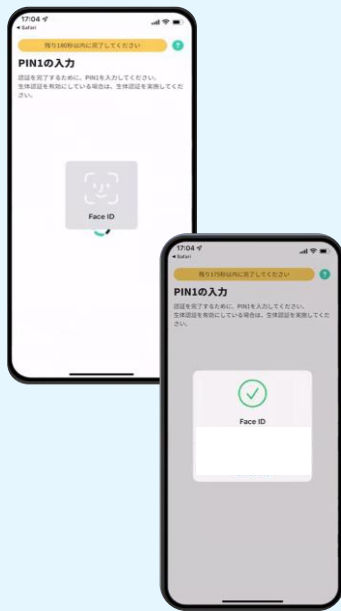 17:04
◀ Safari
残り180秒以内に完了してください
?
PIN1の入力
認証を完了するために、PIN1を入力してください。
生体認証を有効にしている場合は、生体認証を実施してくだ
さい。
Face ID
17:04
◀ Safari
残り175秒以内に完了してください
?
PIN1の入力
認証を完了するために、PIN1を入力してください。
生体認証を有効にしている場合は、生体認証を実施してくだ
さい。
Face ID